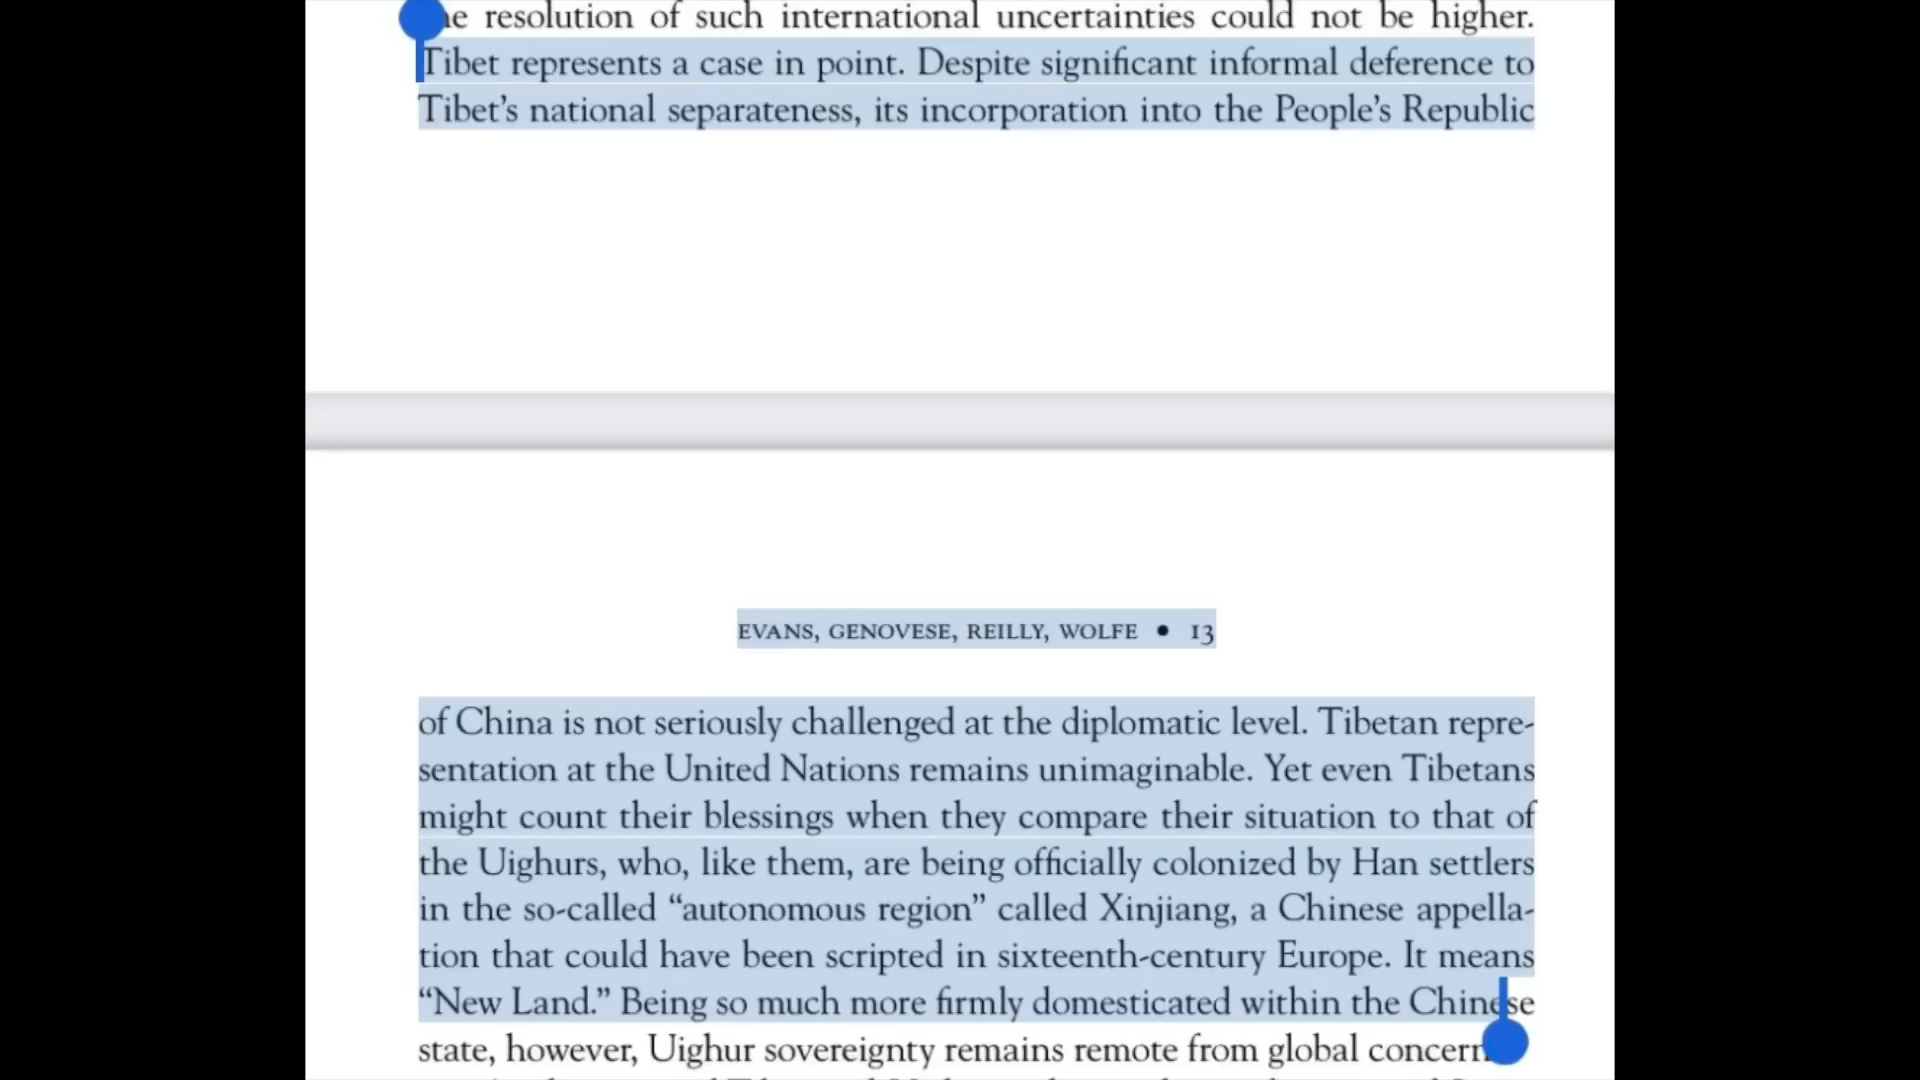 he resolution of such international uncertainties could not be higher.
Tibet represents a case in point. Despite significant informal deference to
Tibet’s national separateness, its incorporation into the People’s Republic
EVANS, GENOVESE, REILLY, WOLFE • 13
of China is not seriously challenged at the diplomatic level. Tibetan repre-
sentation at the United Nations remains unimaginable. Yet even Tibetans
might count their blessings when they compare their situation to that of
the Uighurs, who, like them, are being officially colonized by Han settlers
in the so-called “autonomous region” called Xinjiang, a Chinese appella-
tion that could have been scripted in sixteenth-century Europe. It means
“New Land.” Being so much more firmly domesticated within the Chinese
state, however, Uighur sovereignty remains remote from global concern